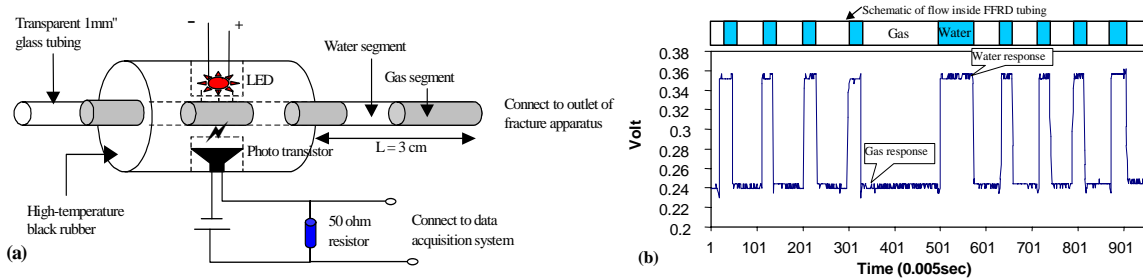 Transparent 1mm"
glass tubing
−
+
LED
Water segment
Gas segment
Connect to outlet of
fracture apparatus
L = 3 cm
Photo transistor
High-temperature
black rubber
50 ohm
resistor
Connect to data
acquisition system
(a)
Schematic of flow inside FFRD tubing
Gas
Water
0.38
0.36
0.34
0.32
0.3
0.28
0.26
0.24
0.22
0.2
Volt
Water response
Gas response
1 101 201 301 401 501 601 701 801 901
Time (0.005sec)
(b)